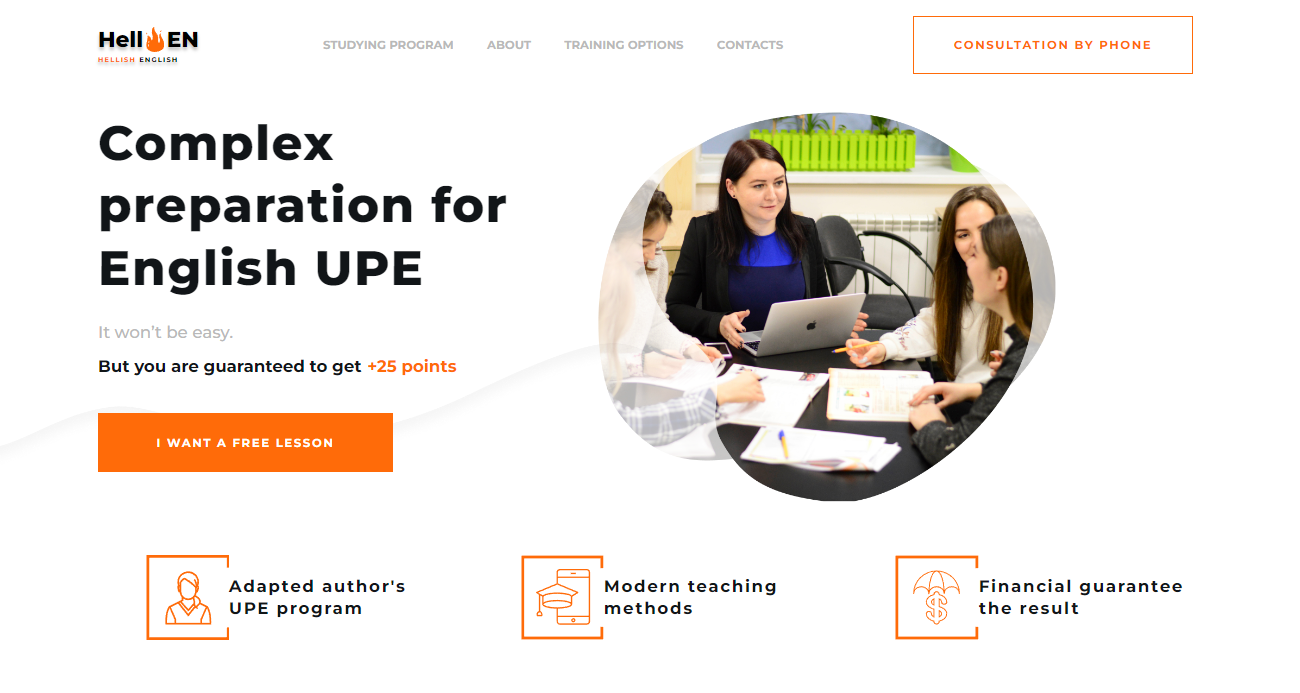 Hell EN
HELLISH ENGLISH
STUDYING PROGRAM
ABOUT
TRAINING OPTIONS
CONTACTS
CONSULTATION BY PHONE
Complex
preparation for
English UPE
It won't be easy.
But you are guaranteed to get +25 points
I WANT A FREE LESSON
Adapted author's
UPE program
Modern teaching
methods
Financial guarantee
the result